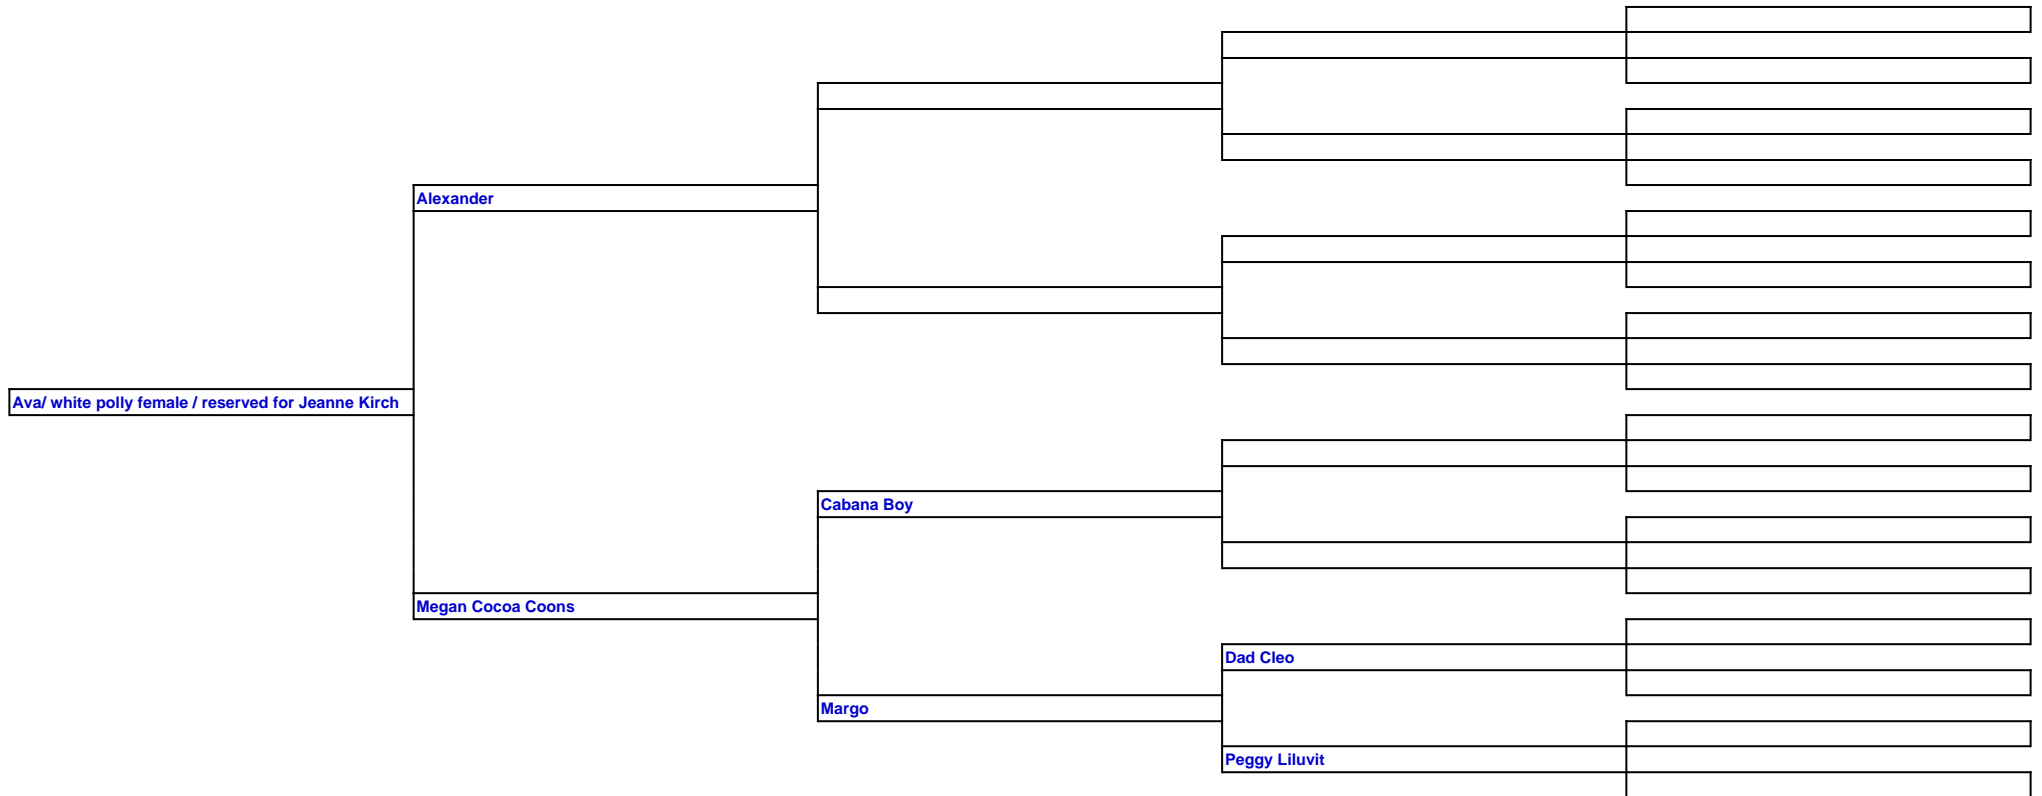 Alexander
Ava/ white polly female / reserved for Jeanne Kirch
Cabana Boy
Megan Cocoa Coons
Dad Cleo
Margo
Peggy Liluvit